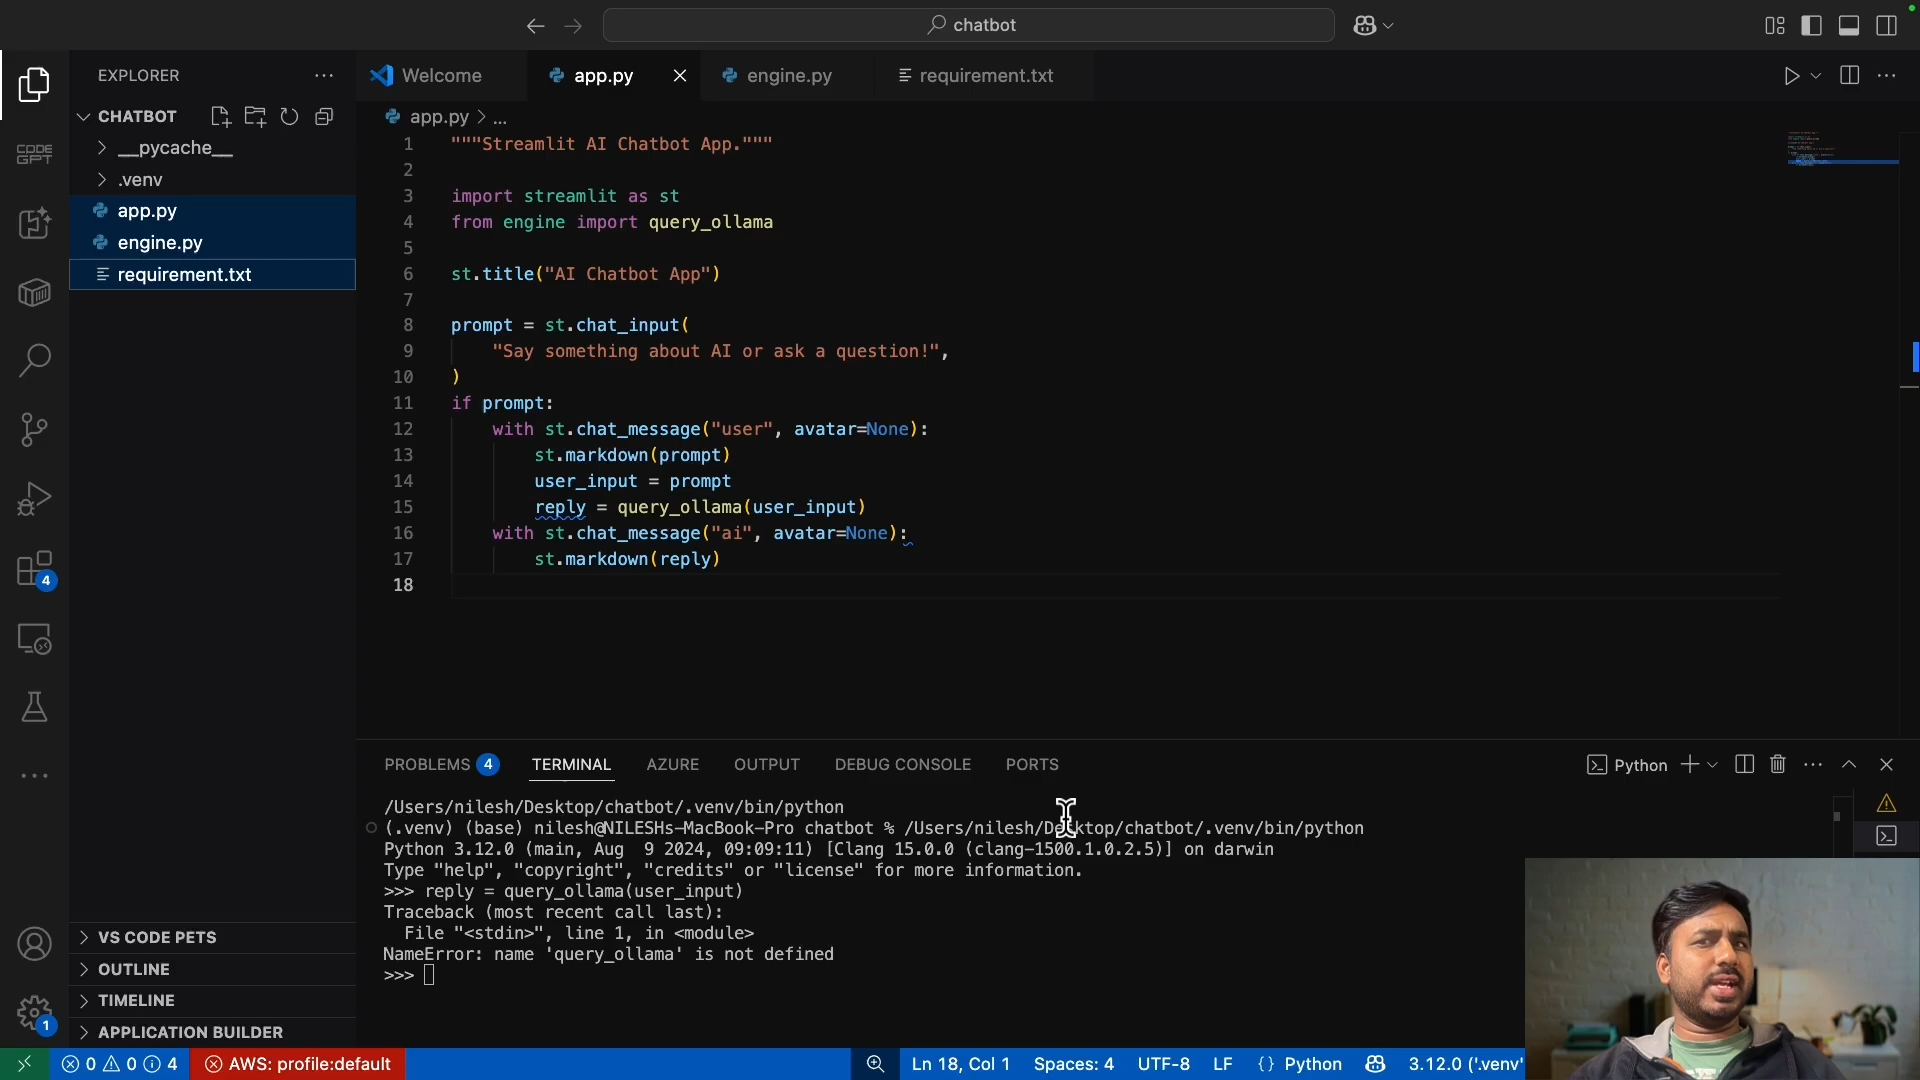 chatbot
EXPLORER
Welcome
app.py
engine.py
requirement.txt
CHATBOT
__pycache__
.venv
app.py
engine.py
requirement.txt
CODE
GPT
4
1
VS CODE PETS
OUTLINE
TIMELINE
APPLICATION BUILDER
app.py > ...
1 """Streamlit AI Chatbot App."""
2
3 import streamlit as st
4 from engine import query_ollama
5
6 st.title("AI Chatbot App")
7
8 prompt = st.chat_input(
9 "Say something about AI or ask a question!",
10 )
11 if prompt:
12 with st.chat_message("user", avatar=None):
13 st.markdown(prompt)
14 user_input = prompt
15 reply = query_ollama(user_input)
16 with st.chat_message("ai", avatar=None):
17 st.markdown(reply)
18
PROBLEMS 4 TERMINAL AZURE OUTPUT DEBUG CONSOLE PORTS
Python
/Users/nilesh/Desktop/chatbot/.venv/bin/python
(.venv) (base) nilesh@NILESHs-MacBook-Pro chatbot % /Users/nilesh/Desktop/chatbot/.venv/bin/python
Python 3.12.0 (main, Aug  9 2024, 09:09:11) [Clang 15.0.0 (clang-1500.1.0.2.5)] on darwin
Type "help", "copyright", "credits" or "license" for more information.
>>> reply = query_ollama(user_input)
Traceback (most recent call last):
File "<stdin>", line 1, in <module>
NameError: name 'query_ollama' is not defined
>>>
0 0 4 AWS: profile:default Ln 18, Col 1 Spaces: 4 UTF-8 LF {} Python 3.12.0 ('.venv'